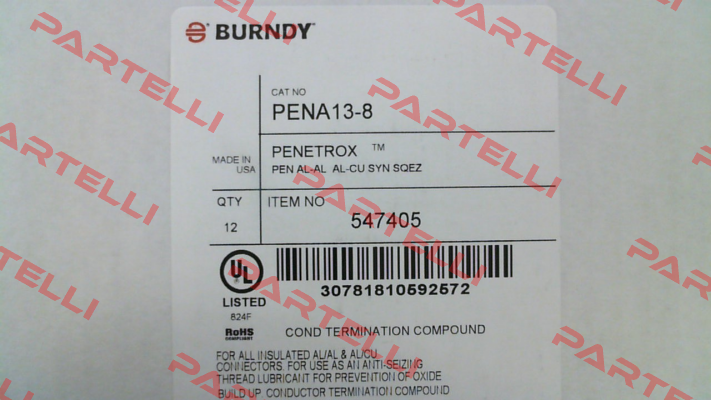 BURNDY
CAT NO
PENA13-8
MADE IN USA
PENETROX ™
PEN AL-AL AL-CU SYN SQEZ
QTY
12
ITEM NO
547405
UL
LISTED
624F
RoHS
COMPLIANT
30781810592572
COND TERMINATION COMPOUND
FOR ALL INSULATED AL/AL & AL/CU
CONNECTORS. FOR USE AS AN ANTI-SEIZING
THREAD LUBRICANT FOR PREVENTION OF OXIDE
BUILD UP. CONDUCTOR TERMINATION COMPOUND
PARTELLI
PARTELLI
PARTELLI
PARTELLI
PARTELLI
PARTELLI
PARTELLI
PARTELLI